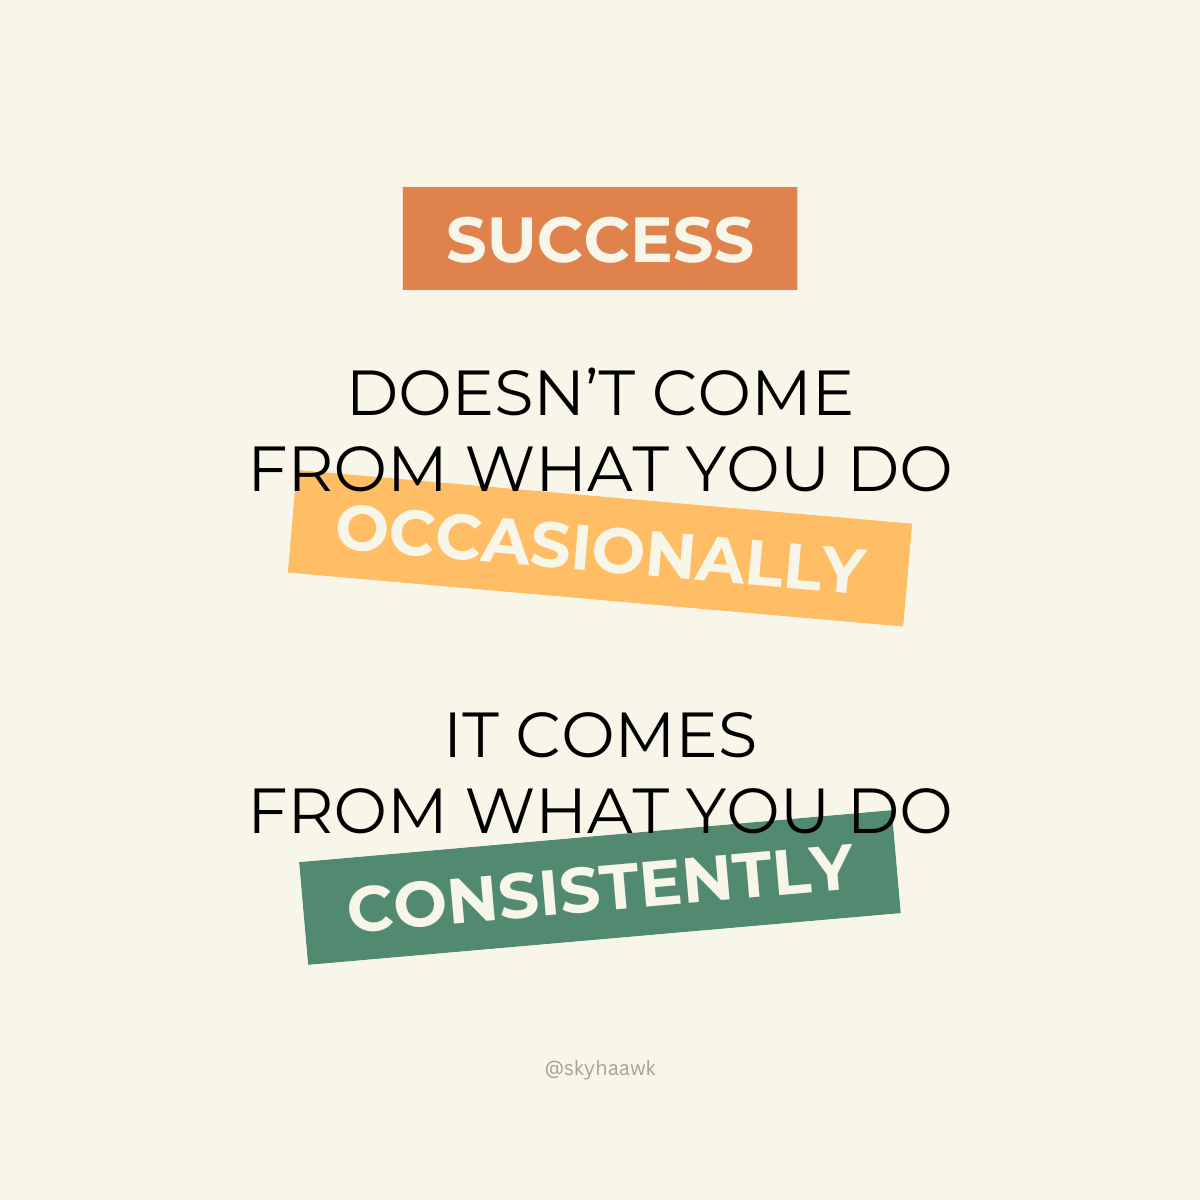 SUCCESS
DOESN’T COME
FROM WHAT YOU DO
OCCASIONALLY
IT COMES
FROM WHAT YOU DO
CONSISTENTLY
@skyhaawk